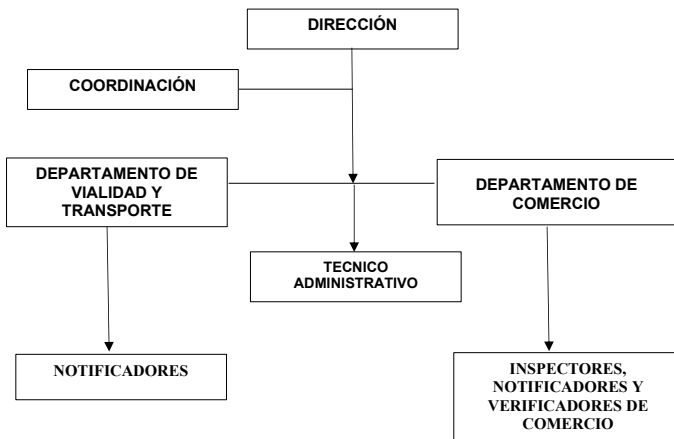 DIRECCIÓN
COORDINACIÓN
DEPARTAMENTO DE
VIALIDAD Y
TRANSPORTE
DEPARTAMENTO DE
COMERCIO
TECNICO
ADMINISTRATIVO
NOTIFICADORES
INSPECTORES,
NOTIFICADORES Y
VERIFICADORES DE
COMERCIO